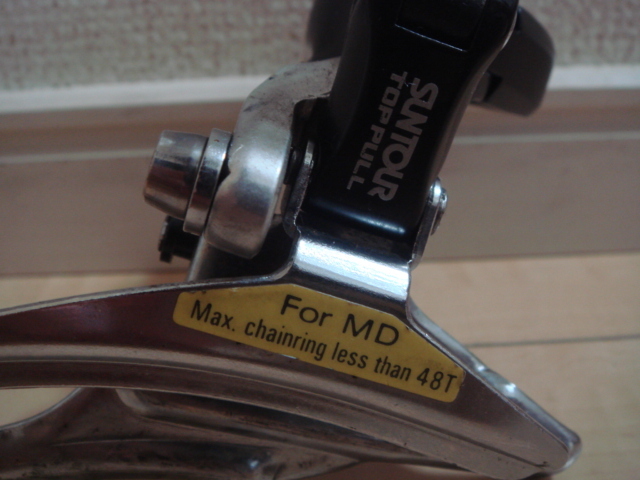 SUNTOUR
TOP PULL
For MD
Max. chainring less than 48T